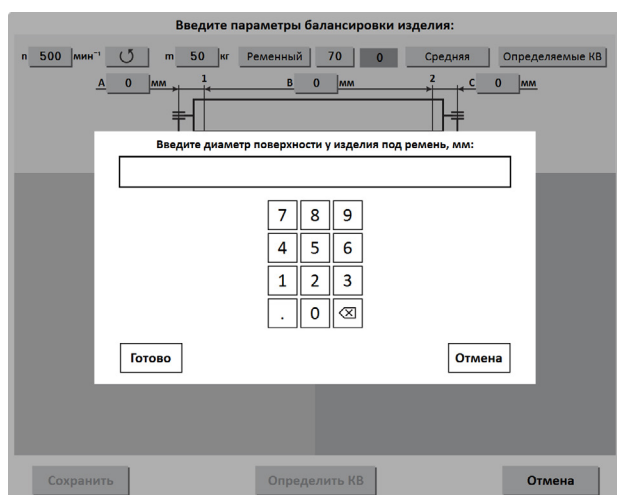 Введите параметры балансировки изделия:
n 500 мин⁻¹ m 50 кг Ременный 70 0 Средняя Определяемые КВ
A 0 мм 1 B 0 мм 2 C 0 мм
Введите диаметр поверхности у изделия под ремень, мм:
7 8 9
4 5 6
1 2 3
. 0
Готово Отмена
Сохранить Определить КВ Отмена